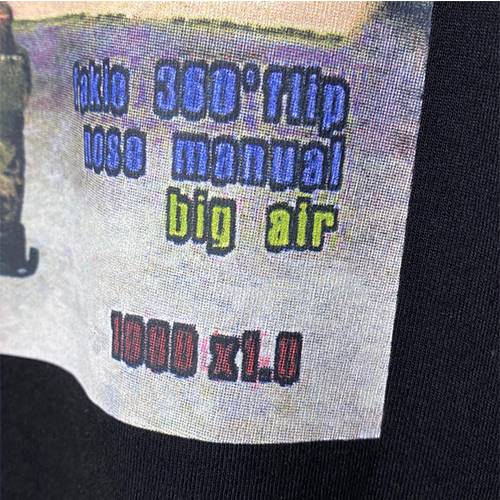 fakie 360°flip
nose manual
big air
1000 x1.0